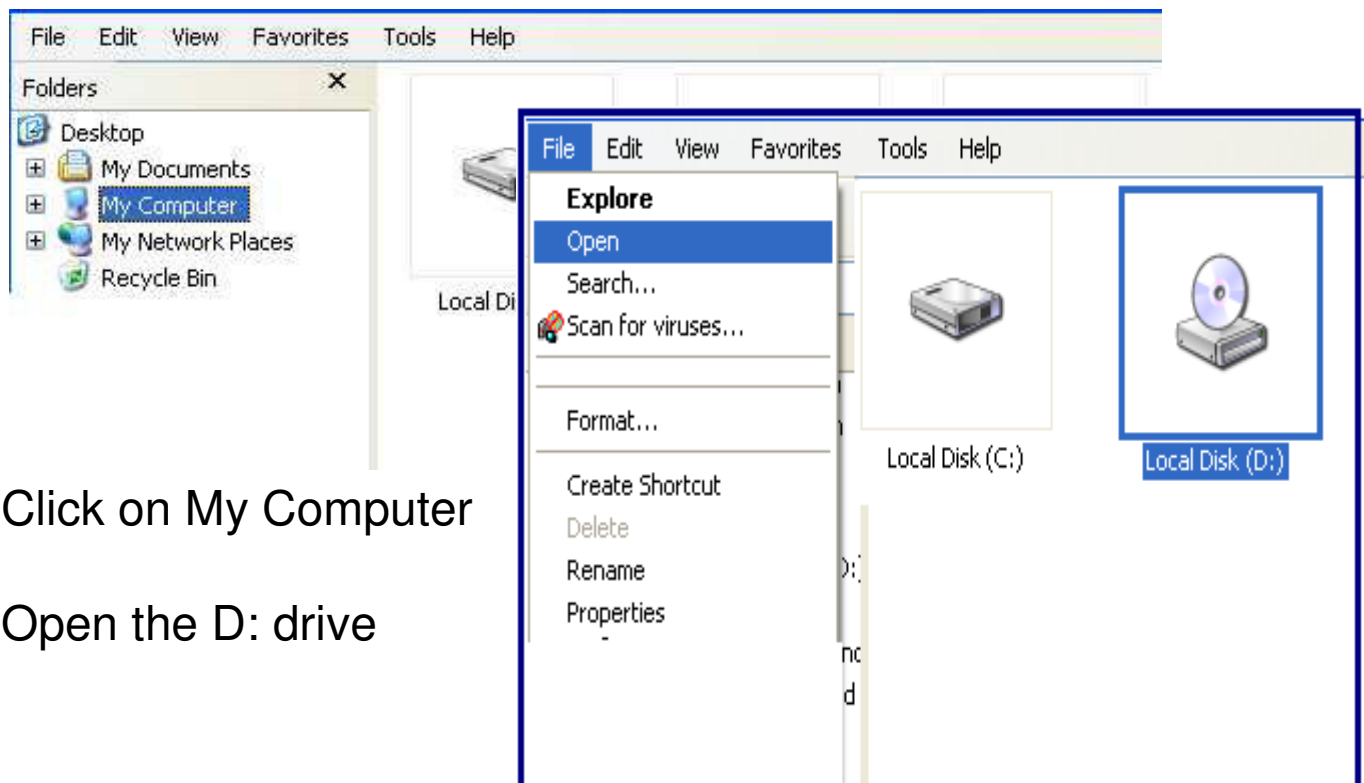 File Edit View Favorites Tools Help
Folders
Desktop
My Documents
My Computer
My Network Places
Recycle Bin
Local Di
File Edit View Favorites Tools Help
Explore
Open
Search...
Scan for viruses...
Format...
Create Shortcut
Delete
Rename
Properties
Local Disk (C:)
Local Disk (D:)
Click on My Computer
Open the D: drive